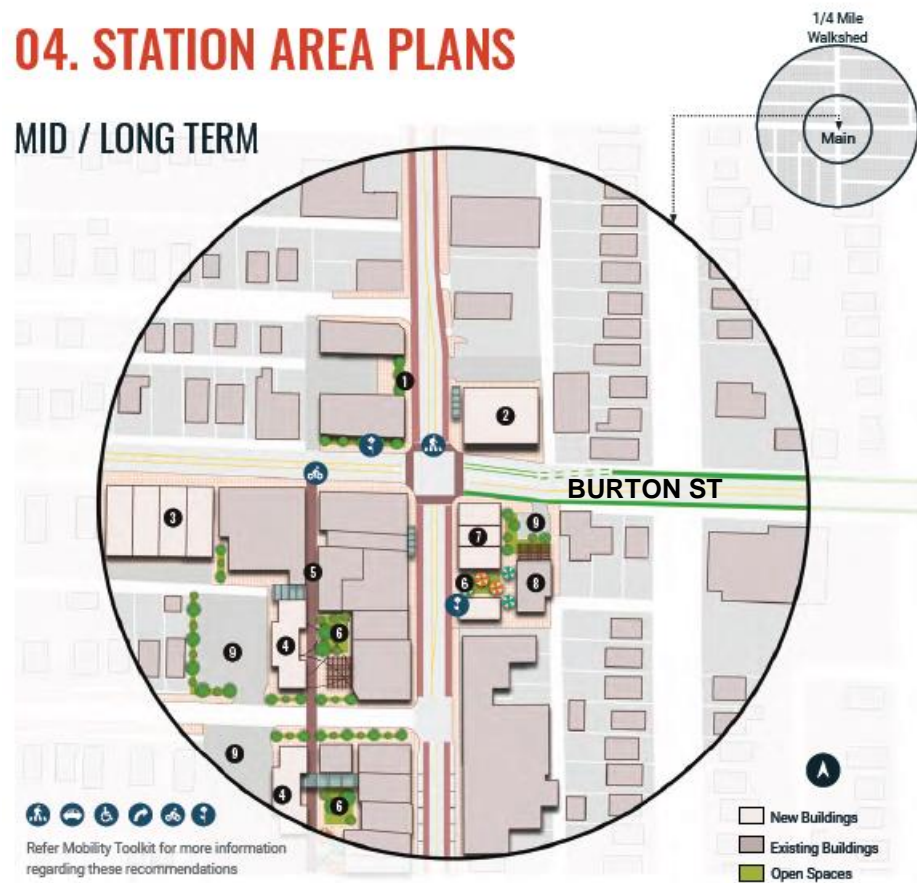 04. STATION AREA PLANS
1/4 Mile
Walkshed
Main
MID / LONG TERM
1
2
BURTON ST
3
7
9
5
6
8
4
6
9
9
4
6
Refer Mobility Toolkit for more information
regarding these recommendations
New Buildings
Existing Buildings
Open Spaces